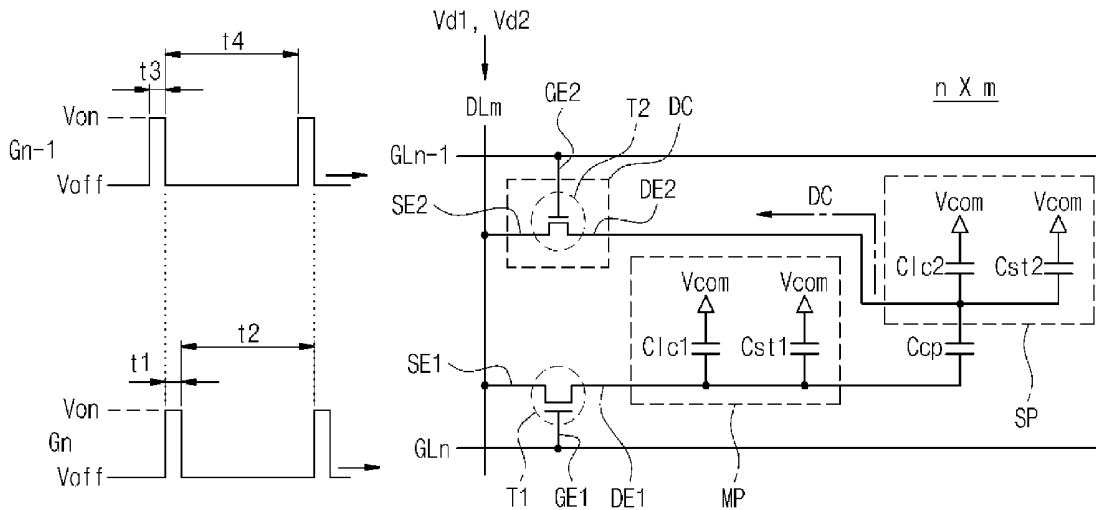 Vd1, Vd2
t4
t3
n X m
GE2
T2
DC
DLm
Von
Gn-1
GLn-1
Voff
SE2
DE2
DC
Vcom
Vcom
Clc2
Cst2
Vcom
Vcom
t2
t1
Clc1
Cst1
Ccp
SE1
SP
Von
Gn
GLn
Voff
T1
GE1
DE1
MP